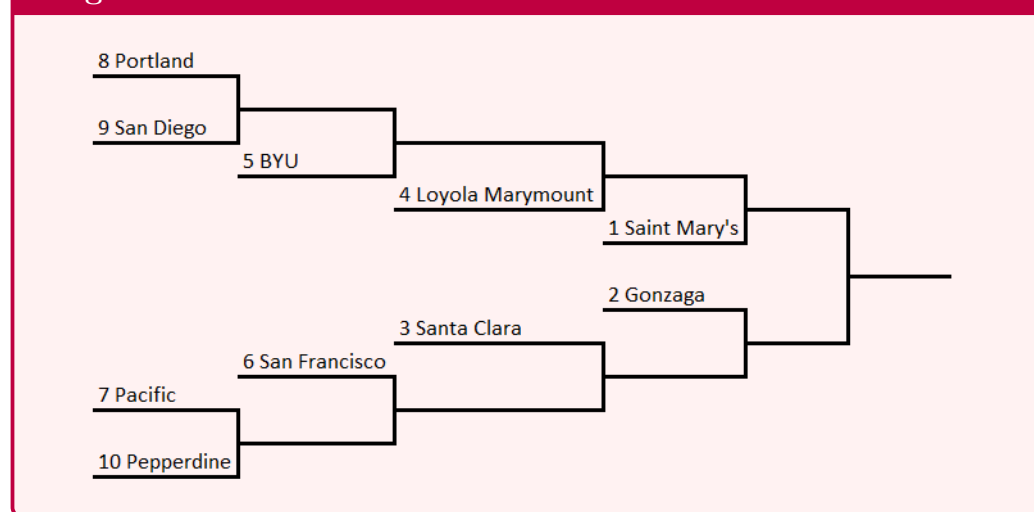 8 Portland
9 San Diego
5 BYU
4 Loyola Marymount
1 Saint Mary's
2 Gonzaga
3 Santa Clara
6 San Francisco
7 Pacific
10 Pepperdine